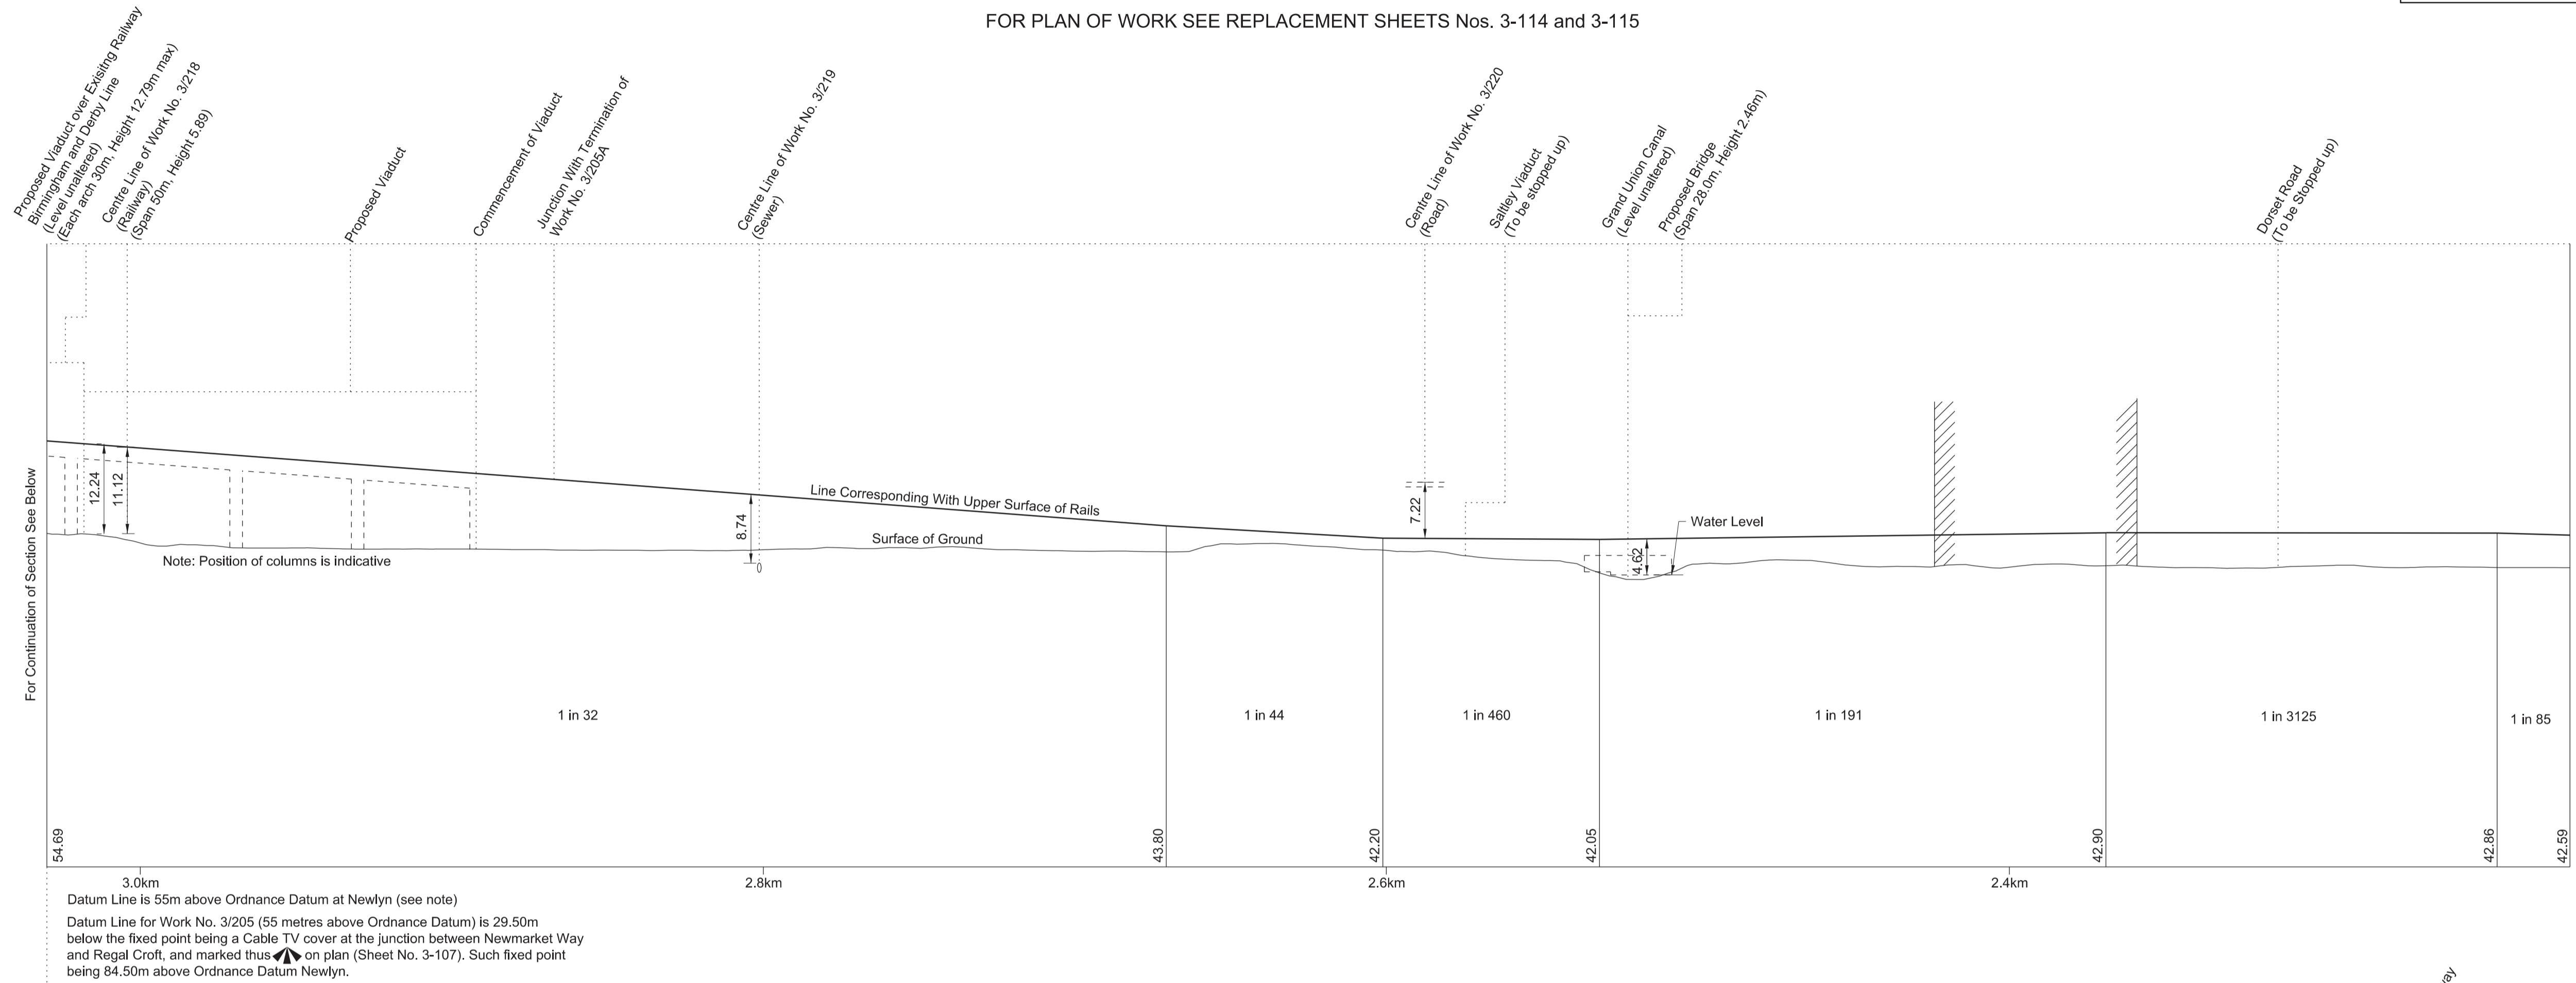 FOR PLAN OF WORK SEE REPLACEMENT SHEETS Nos. 3-114 and 3-115
Proposed Viaduct over Exisitng Railway
Birmingham and Derby Line
(Level unaltered)
(Each arch 30m, Height 12.79m max)
Centre Line of Work No. 3/218
(Railway)
(Span 50m, Height 5.89)
Proposed Viaduct
Commencement of Viaduct
Junction With Termination of
Work No. 3/205A
Centre Line of Work No. 3/219
(Sewer)
Centre Line of Work No. 3/220
(Road)
Saltley Viaduct
(To be stopped up)
Grand Union Canal
(Level unaltered)
Proposed Bridge
(Span 28.0m, Height 2.46m)
Dorset Road
(To be Stopped up)
For Continuation of Section See Below
12.24
11.12
8.74
7.22
4.62
Line Corresponding With Upper Surface of Rails
Surface of Ground
Water Level
Note: Position of columns is indicative
1 in 32
1 in 44
1 in 460
1 in 191
1 in 3125
1 in 85
54.69
43.80
42.20
42.05
42.90
42.86
42.59
3.0km
2.8km
2.6km
2.4km
Datum Line is 55m above Ordnance Datum at Newlyn (see note)
Datum Line for Work No. 3/205 (55 metres above Ordnance Datum) is 29.50m
below the fixed point being a Cable TV cover at the junction between Newmarket Way
and Regal Croft, and marked thus on plan (Sheet No. 3-107). Such fixed point
being 84.50m above Ordnance Datum Newlyn.